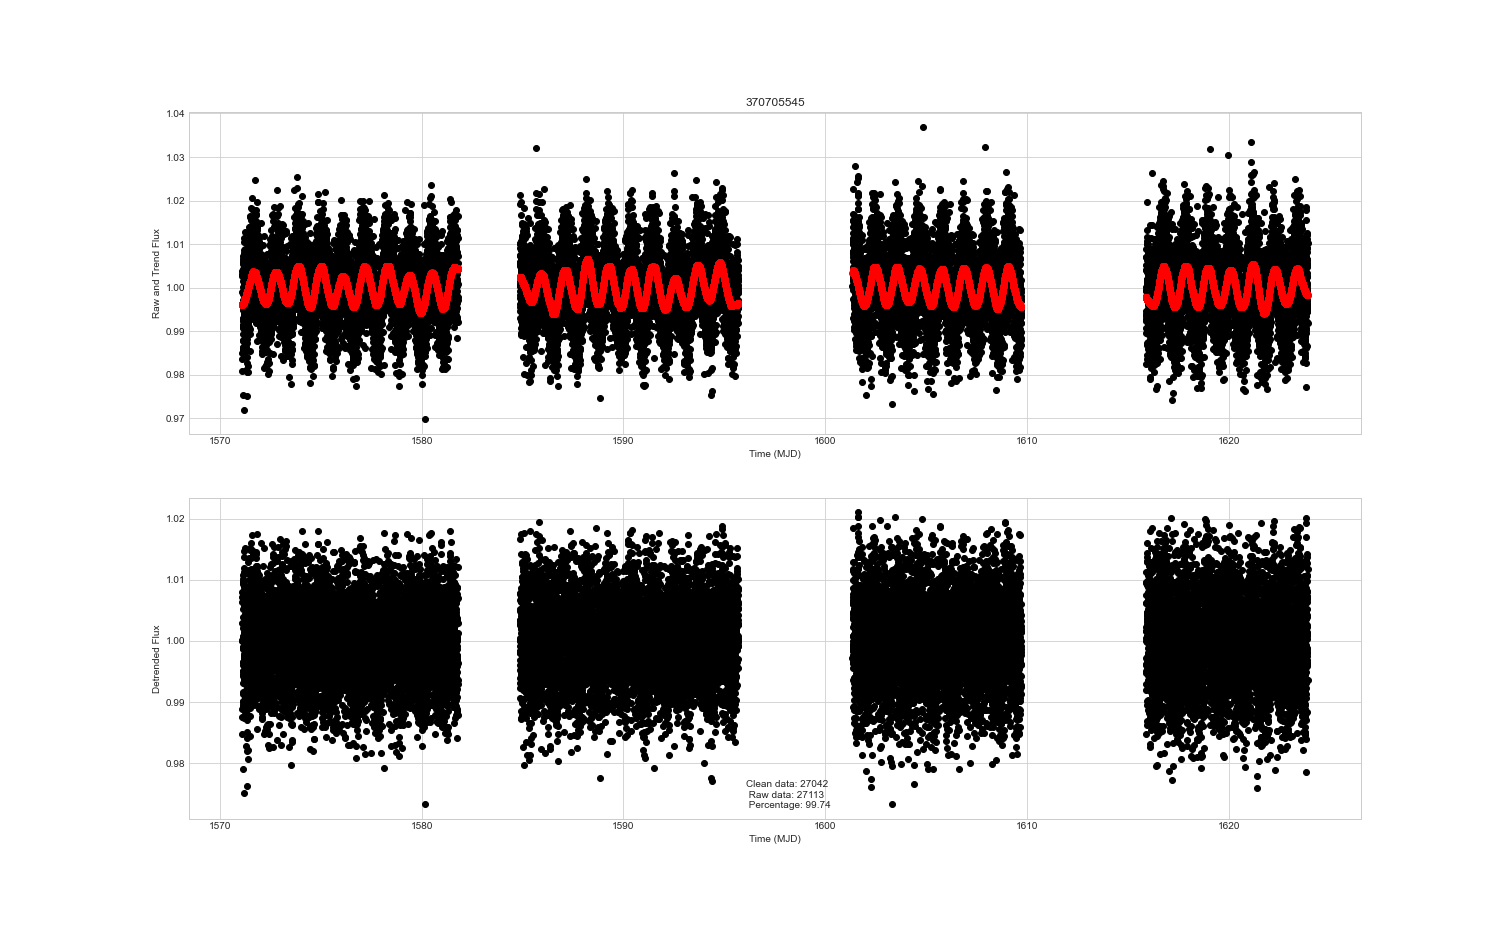 370705545
1.04
1.03
1.02
1.01
1.00
0.99
0.98
0.97
Raw and Trend Flux
1570 1580 1590 1600 1610 1620
Time (MJD)
1.02
1.01
1.00
0.99
0.98
Detrended Flux
Clean data: 27042
Raw data: 27113
Percentage: 99.74
1570 1580 1590 1600 1610 1620
Time (MJD)